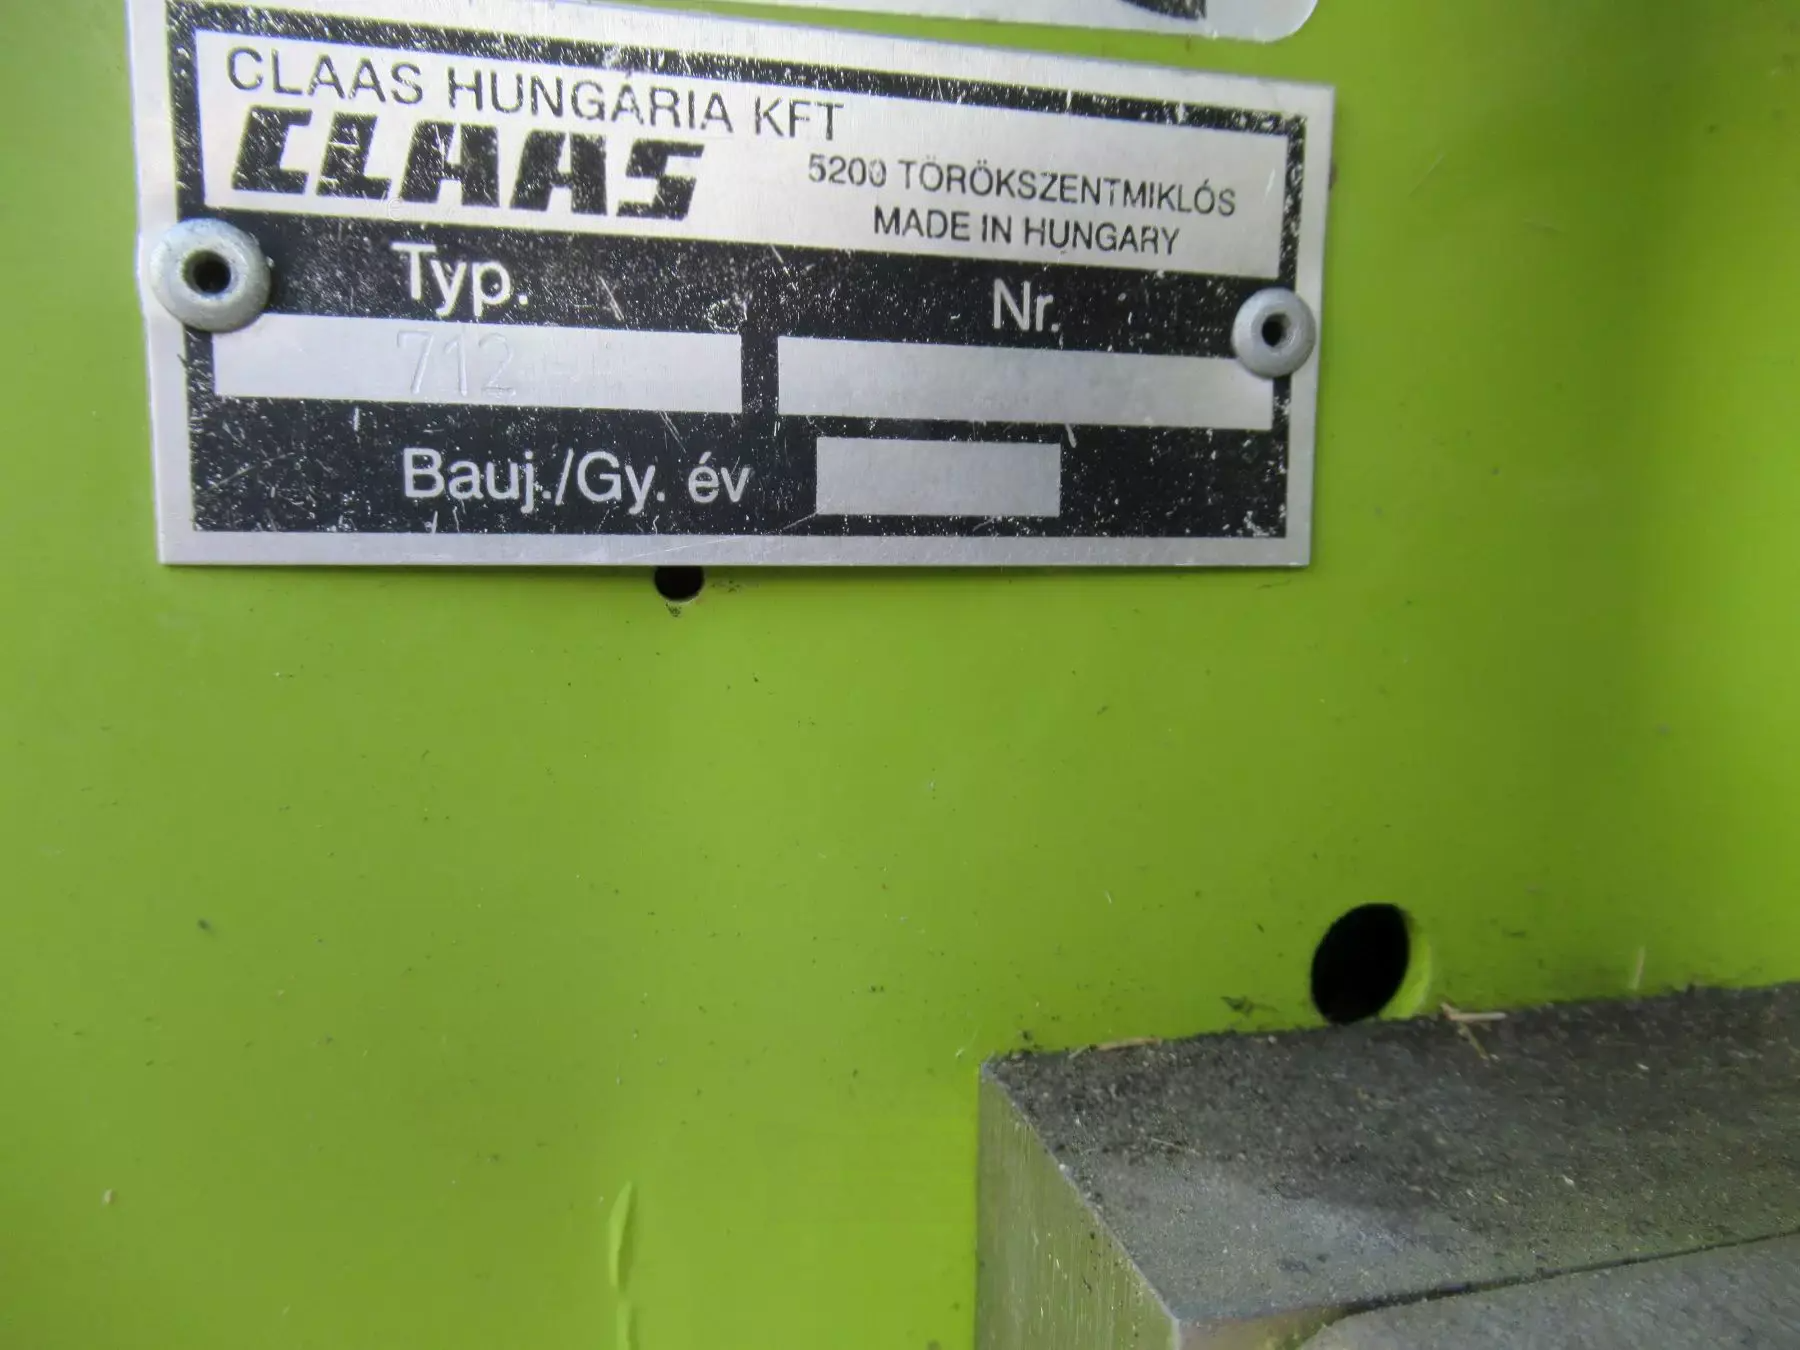 CLAAS HUNGÁRIA KFT
CLAAS
5200 TÖRÖKSZENTMIKLÓS
MADE IN HUNGARY
Typ.
Nr.
712
Bauj./Gy. év